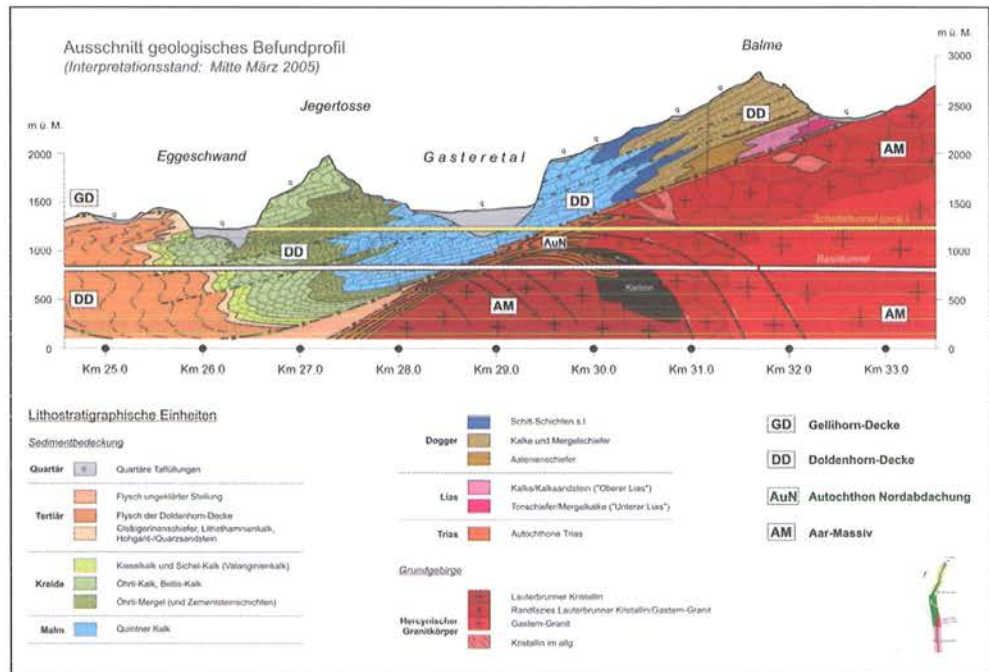 Ausschnitt geologisches Befundprofil
(Interpretationsstand: Mitte März 2005)
Balme
Jegertosse
Eggeschwand
Gasteretal
m ü. M.
m ü. M.
3000
2500
2000
1500
1000
500
0
2000
1500
1000
500
0
GD
DD
DD
DD
DD
AuN
AM
AM
AM
q
q
q
q
q
q
q
q
q
Scheiteltunnel (proj.)
Basistunnel
Karbon
Km 25.0
Km 26.0
Km 27.0
Km 28.0
Km 29.0
Km 30.0
Km 31.0
Km 32.0
Km 33.0
Lithostratigraphische Einheiten
Sedimentbedeckung
Quartär
q
Quartäre Talfüllungen
Tertiär
Flysch ungeklärter Stellung
Flysch der Doldenhorn-Decke
Globigerinenschiefer, Lithothamnienkalk,
Hohgant-/Quarzsandstein
Kreide
Kieselkalk und Sichel-Kalk (Valanginienkalk)
Öhrli-Kalk, Betlis-Kalk
Öhrli-Mergel (und Zementsteinschichten)
Malm
Quintner Kalk
Dogger
Schilt-Schichten s.l.
Kalke und Mergelschiefer
Aalenienschiefer
Lias
Kalke/Kalksandstein ("Oberer Lias")
Tonschiefer/Mergelkalke ("Unterer Lias")
Trias
Autochthone Trias
Grundgebirge
Hercynischer
Granitkörper
Lauterbrunner Kristallin
Randfazies Lauterbrunner Kristallin/Gastern-Granit
Gastern-Granit
Kristallin im allg.
GD Gellihorn-Decke
DD Doldenhorn-Decke
AuN Autochthon Nordabdachung
AM Aar-Massiv